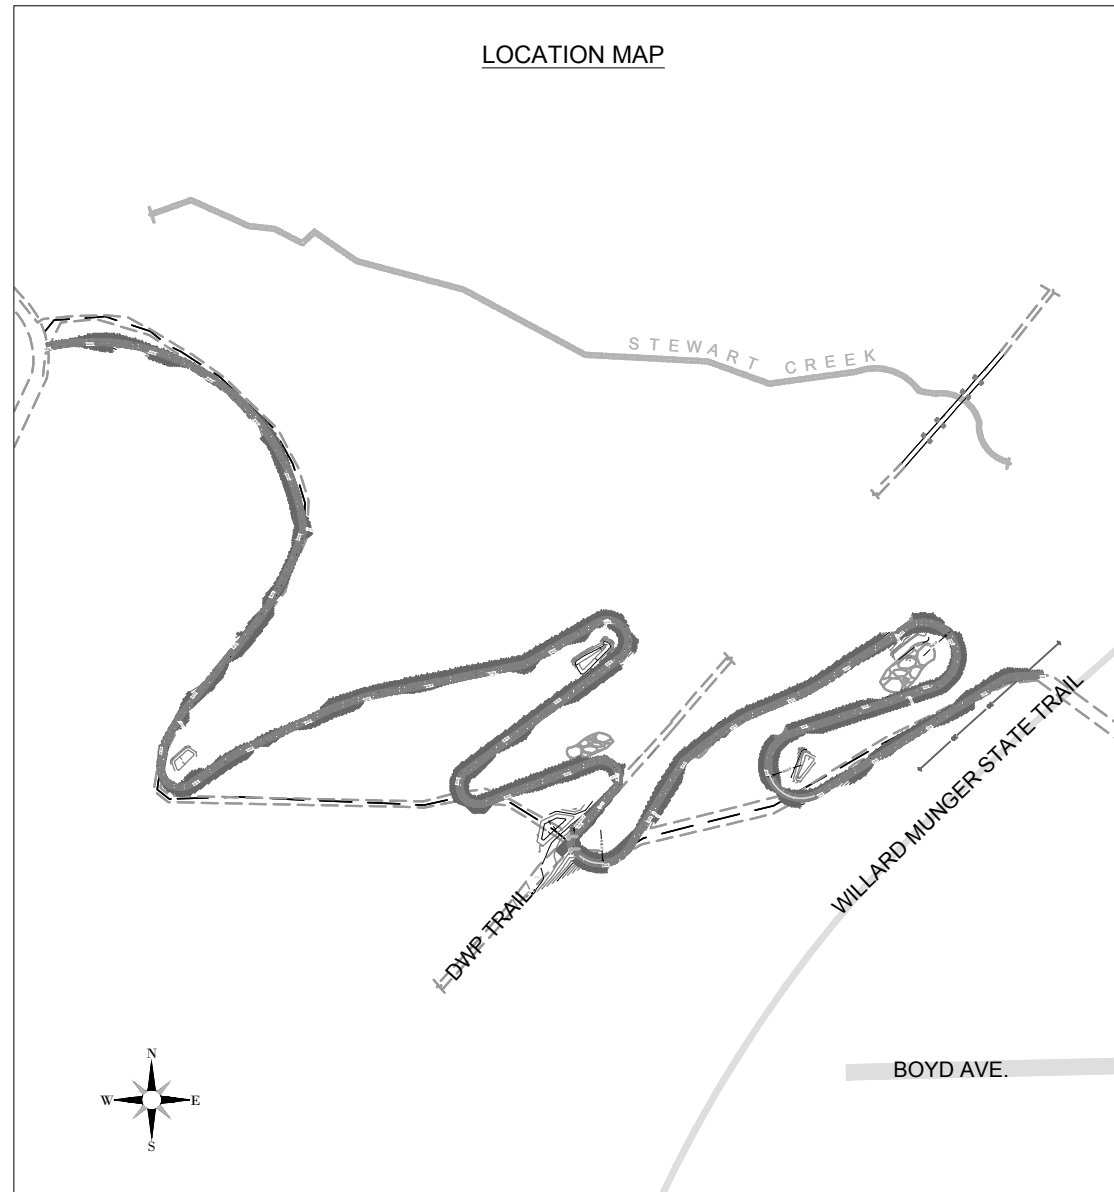 LOCATION MAP
STEWART CREEK
WILLARD MUNGER STATE TRAIL
DWP TRAIL
BOYD AVE.
N
W E
S